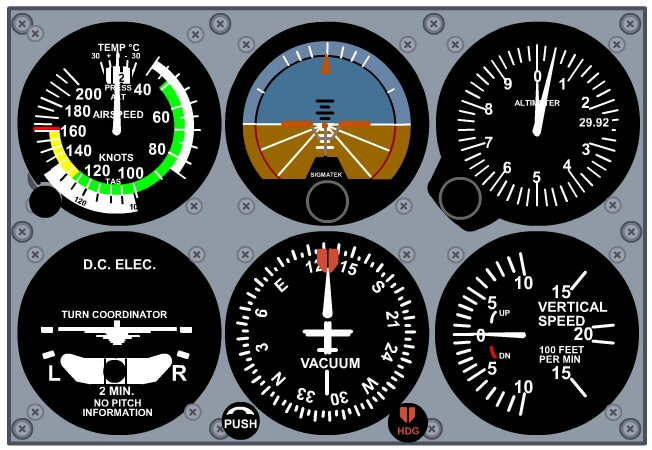 TEMP °C
30 + 0 - 30
2
PRESS
ALT
40
60
80
100
120
140
160
180
200
AIRSPEED
KNOTS
TAS
120
SIGMATEK
0
1
2
3
4
5
6
7
8
9
ALTIMETER
29.92
D.C. ELEC.
TURN COORDINATOR
L R
2 MIN.
NO PITCH
INFORMATION
12
15
S
21
24
W
30
33
N
3
6
E
VACUUM
PUSH
HDG
10
15
5
UP
VERTICAL
SPEED
0
20
100 FEET
PER MIN
DN
5
15
10